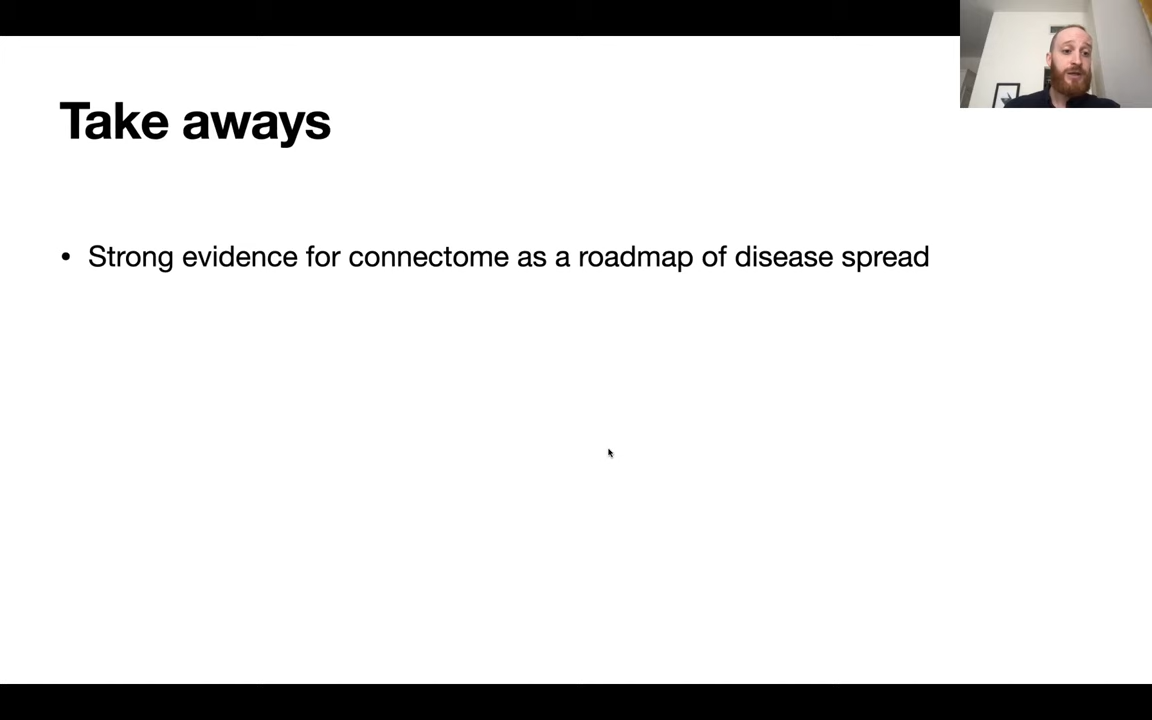 Take aways
• Strong evidence for connectome as a roadmap of disease spread